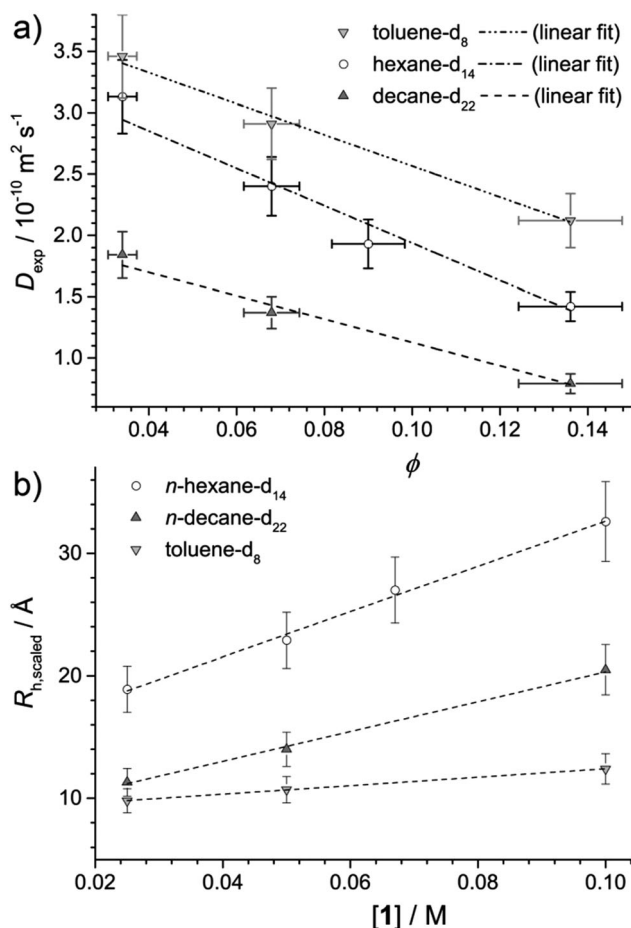 a)
toluene-d₈ (linear fit)
hexane-d₁₄ (linear fit)
decane-d₂₂ (linear fit)
D_exp / 10⁻¹⁰ m² s⁻¹
3.5
3.0
2.5
2.0
1.5
1.0
0.04 0.06 0.08 0.10 0.12 0.14
ϕ
b)
n-hexane-d₁₄
n-decane-d₂₂
toluene-d₈
R_h,scaled / Å
30
20
10
0.02 0.04 0.06 0.08 0.10
[1] / M